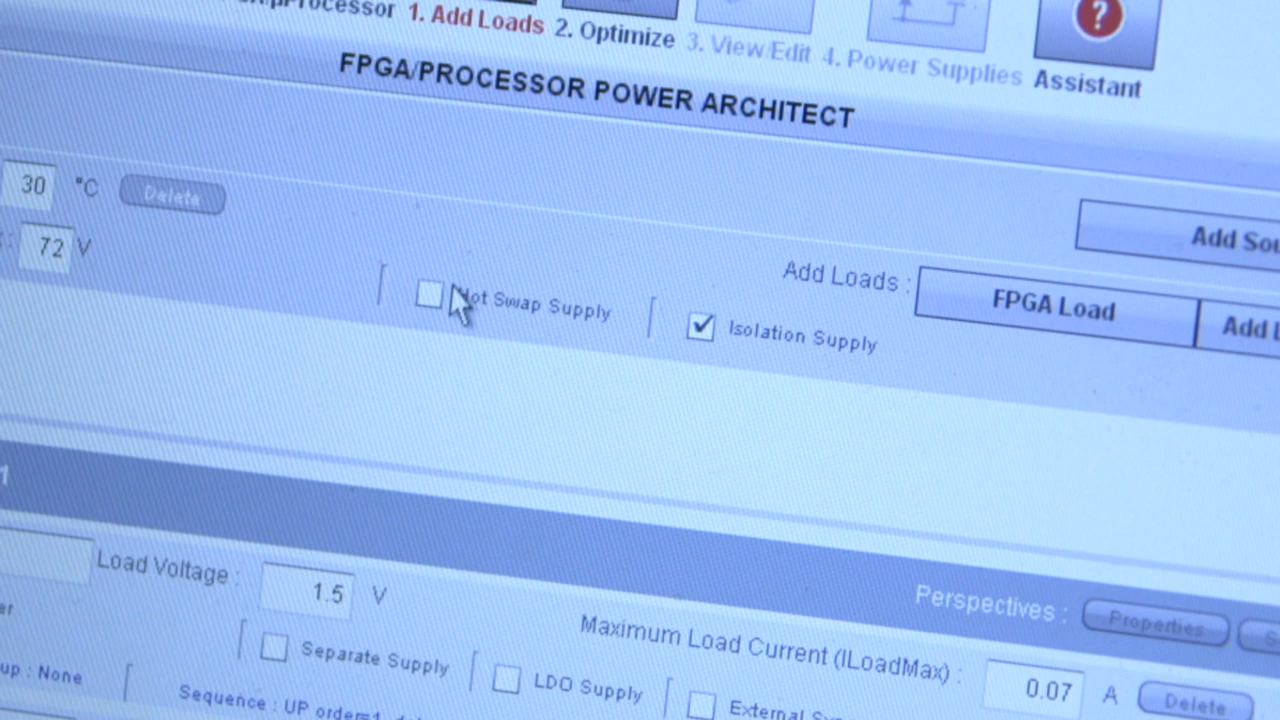 1. Add Loads 2. Optimize 3. View/Edit 4. Power Supplies Assistant
FPGA/PROCESSOR POWER ARCHITECT
30 °C Delete
72 V
Add
Hot Swap Supply Isolation Supply
Add Loads : FPGA Load Add
1
Load Voltage : 1.5 V
Perspectives : Properties
Maximum Load Current (ILoadMax) : 0.07 A Delete
Separate Supply LDO Supply External
up : None
Sequence : UP order=1